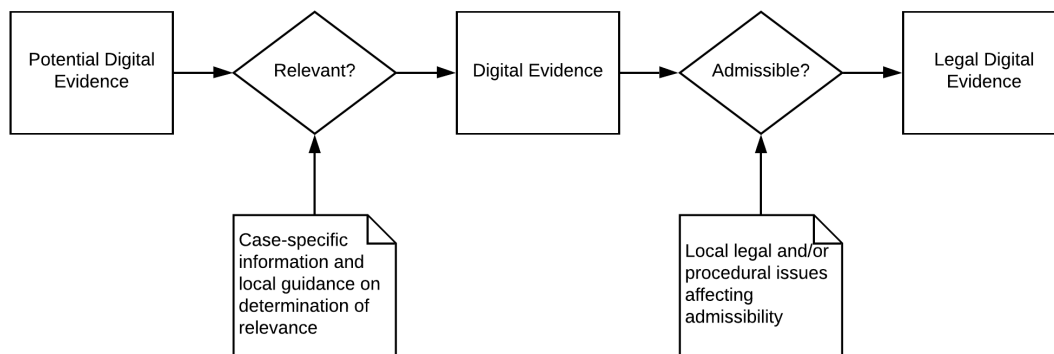 Potential Digital
Evidence
Relevant?
Digital Evidence
Admissible?
Legal Digital
Evidence
Case-specific
information and
local guidance on
determination of
relevance
Local legal and/or
procedural issues
affecting
admissibility